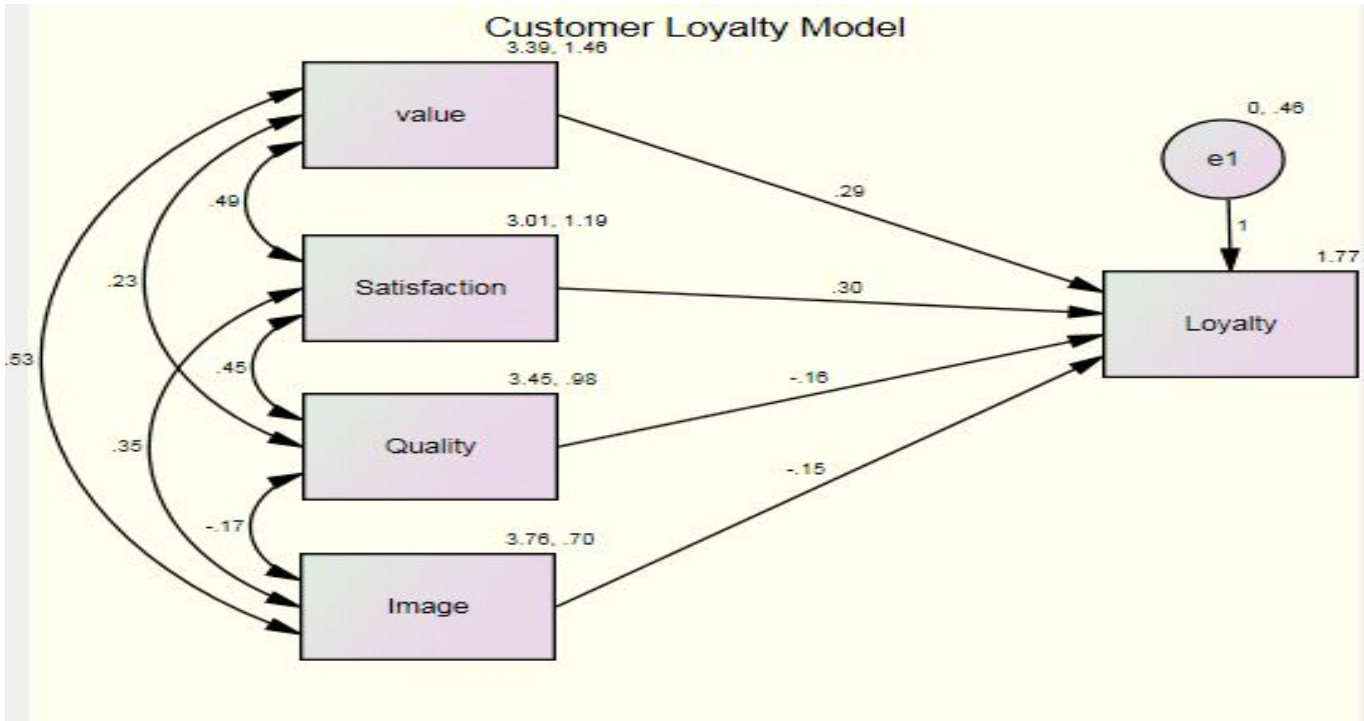 Customer Loyalty Model
3.39, 1.46
value
0, .46
e1
.29
.49
1
3.01, 1.19
1.77
Satisfaction
.30
.23
Loyalty
.53
.45
3.45, .98
-.16
.35
Quality
-.15
-.17
3.76, .70
Image